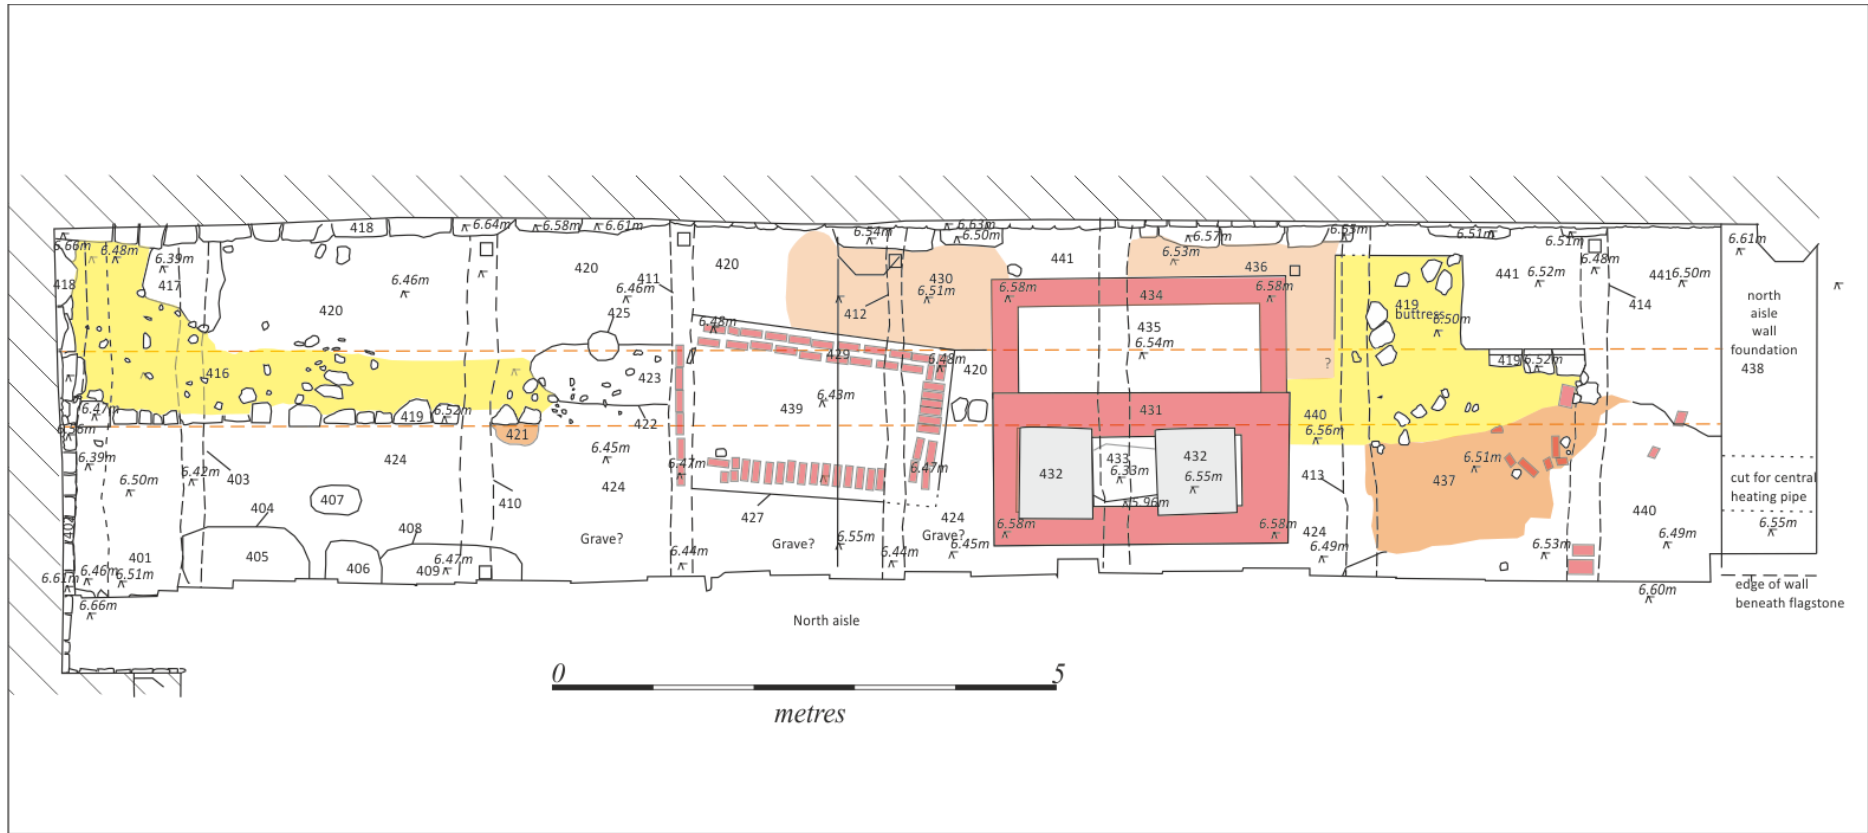 6.66m
6.48m
6.39m
418
417
418
6.64m
6.58m
6.61m
420
6.46m
420
411
6.46m
425
420
6.54m
6.63m
6.50m
430
6.51m
412
441
6.58m
6.57m
6.53m
436
6.58m
6.55m
434
435
6.54m
419
buttress
6.50m
6.51m
6.51m
441
6.52m
6.48m
414
441
6.50m
6.61m
north
aisle
wall
foundation
438
416
6.47m
6.56m
6.39m
419
6.52m
421
423
422
6.48m
429
6.48m
420
439
6.43m
431
?
419
6.52m
440
6.56m
6.50m
6.42m
403
404
407
424
408
410
6.45m
424
6.47m
427
6.47m
424
432
433
6.33m
5.96m
432
6.55m
413
424
6.49m
437
6.51m
6.53m
440
6.49m
cut for central
heating pipe
6.55m
402
401
6.46m
6.51m
6.61m
6.66m
405
406
409
6.47m
Grave?
6.44m
Grave?
6.55m
6.44m
Grave?
6.45m
6.58m
6.58m
6.60m
edge of wall
beneath flagstone
North aisle
0
5
metres